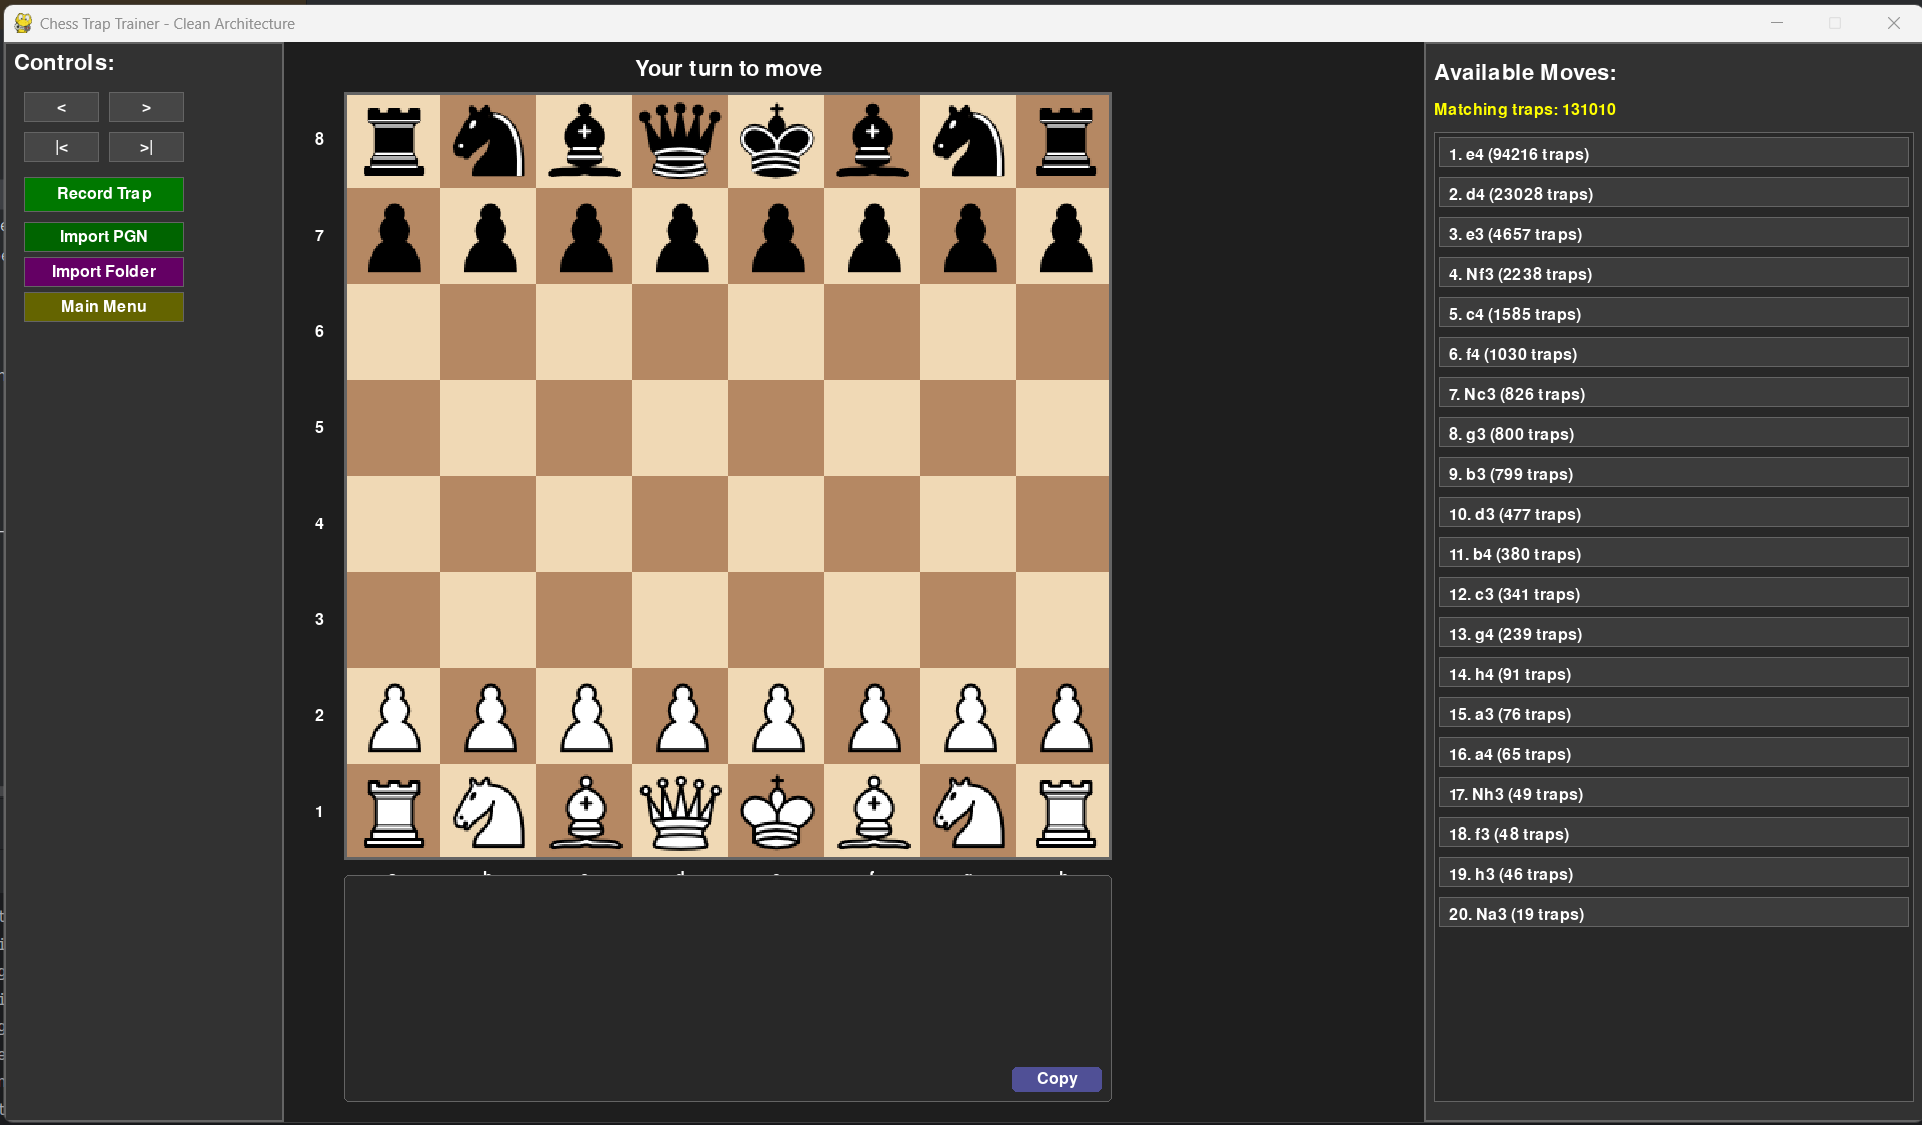 Chess Trap Trainer - Clean Architecture
Controls:
< >
|< >|
Record Trap
Import PGN
Import Folder
Main Menu
Your turn to move
8
7
6
5
4
3
2
1
Copy
Available Moves:
Matching traps: 131010
1. e4 (94216 traps)
2. d4 (23028 traps)
3. e3 (4657 traps)
4. Nf3 (2238 traps)
5. c4 (1585 traps)
6. f4 (1030 traps)
7. Nc3 (826 traps)
8. g3 (800 traps)
9. b3 (799 traps)
10. d3 (477 traps)
11. b4 (380 traps)
12. c3 (341 traps)
13. g4 (239 traps)
14. h4 (91 traps)
15. a3 (76 traps)
16. a4 (65 traps)
17. Nh3 (49 traps)
18. f3 (48 traps)
19. h3 (46 traps)
20. Na3 (19 traps)